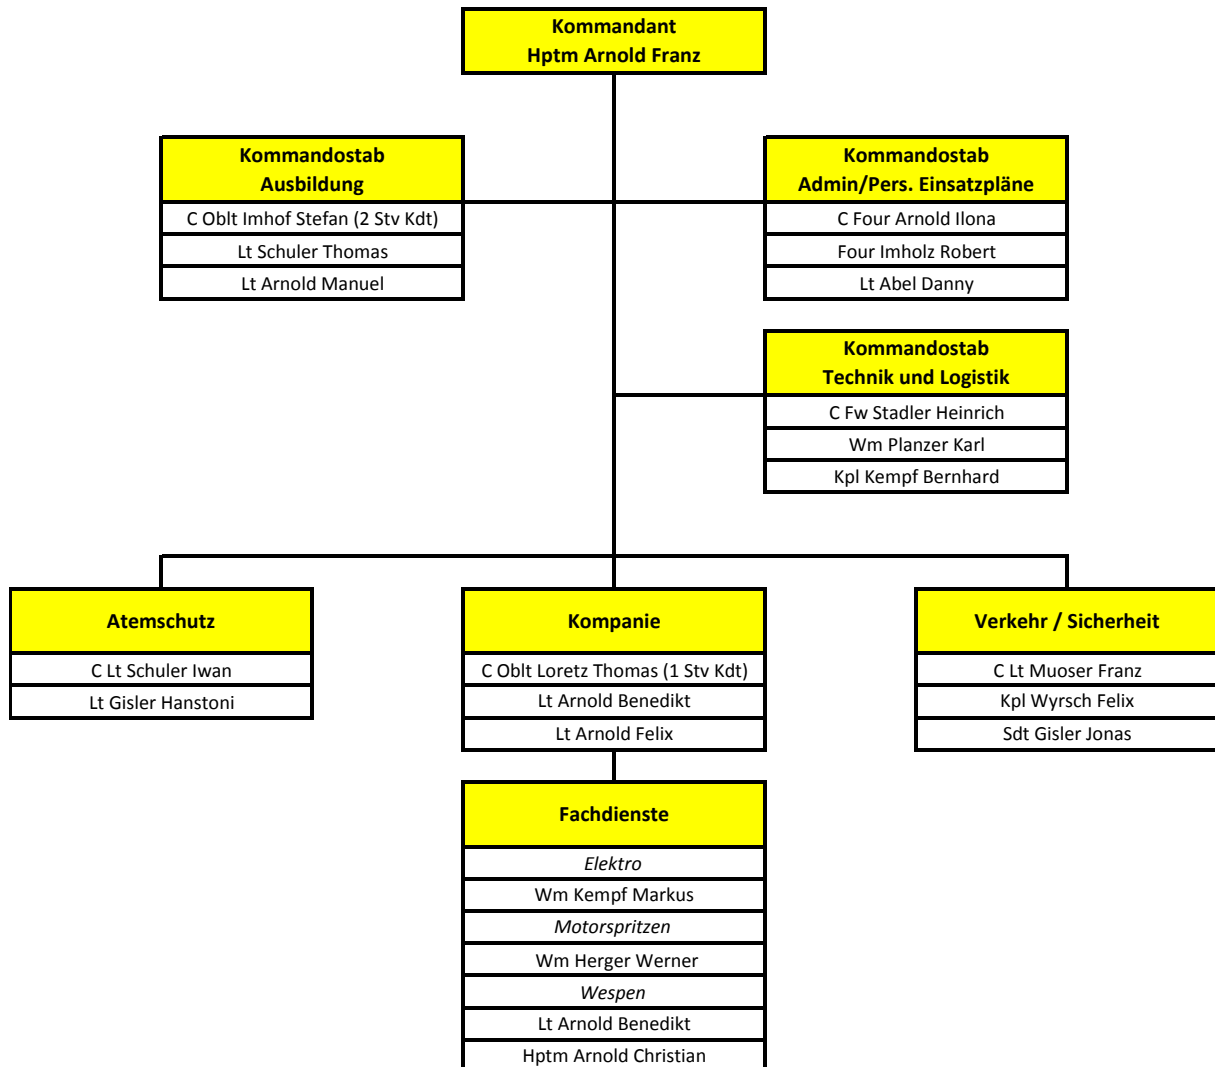 Kommandant
Hptm Arnold Franz
Kommandostab
Ausbildung
C Oblt Imhof Stefan (2 Stv Kdt)
Lt Schuler Thomas
Lt Arnold Manuel
Kommandostab
Admin/Pers. Einsatzpläne
C Four Arnold Ilona
Four Imholz Robert
Lt Abel Danny
Kommandostab
Technik und Logistik
C Fw Stadler Heinrich
Wm Planzer Karl
Kpl Kempf Bernhard
Atemschutz
C Lt Schuler Iwan
Lt Gisler Hanstoni
Kompanie
C Oblt Loretz Thomas (1 Stv Kdt)
Lt Arnold Benedikt
Lt Arnold Felix
Verkehr / Sicherheit
C Lt Muoser Franz
Kpl Wyrsch Felix
Sdt Gisler Jonas
Fachdienste
Elektro
Wm Kempf Markus
Motorspritzen
Wm Herger Werner
Wespen
Lt Arnold Benedikt
Hptm Arnold Christian